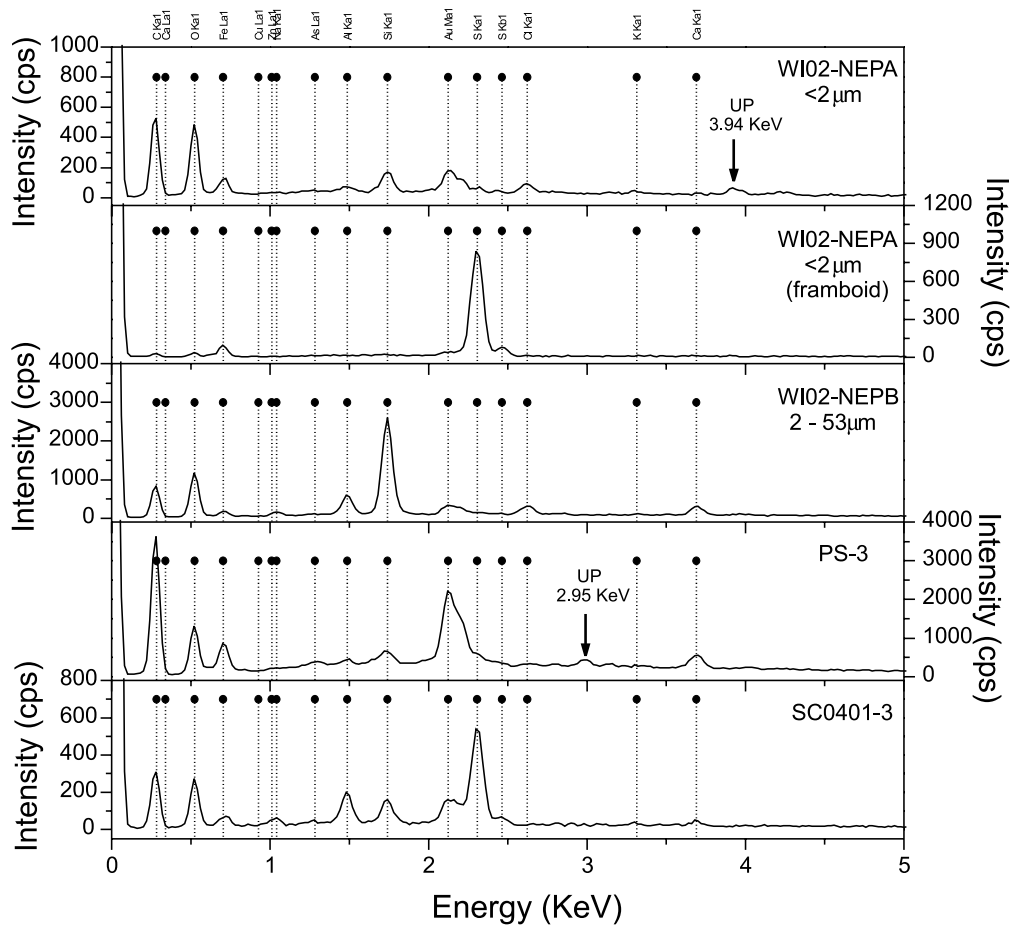 C Ka1
Ca La1
O Ka1
Fe La1
Cu La1
Zn La1
Na Ka1
As La1
Al Ka1
Si Ka1
Au Ma1
S Ka1
S Kb1
Cl Ka1
K Ka1
Ca Ka1
Intensity (cps)
1000
800
600
400
200
0
WI02-NEPA
<2μm
UP
3.94 KeV
Intensity (cps)
1200
900
600
300
0
WI02-NEPA
<2μm
(framboid)
Intensity (cps)
4000
3000
2000
1000
0
WI02-NEPB
2 - 53μm
Intensity (cps)
4000
3000
2000
1000
0
PS-3
UP
2.95 KeV
Intensity (cps)
800
600
400
200
0
SC0401-3
0 1 2 3 4 5
Energy (KeV)